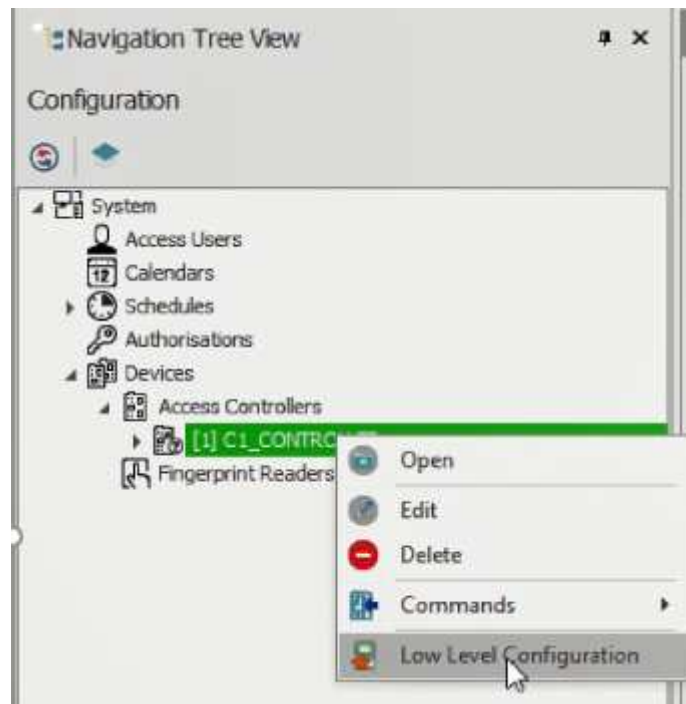 Navigation Tree View
Configuration
System
Access Users
12 Calendars
Schedules
Authorisations
Devices
Access Controllers
[1] C1_CONTRO
Fingerprint Readers
Open
Edit
Delete
Commands
Low Level Configuration